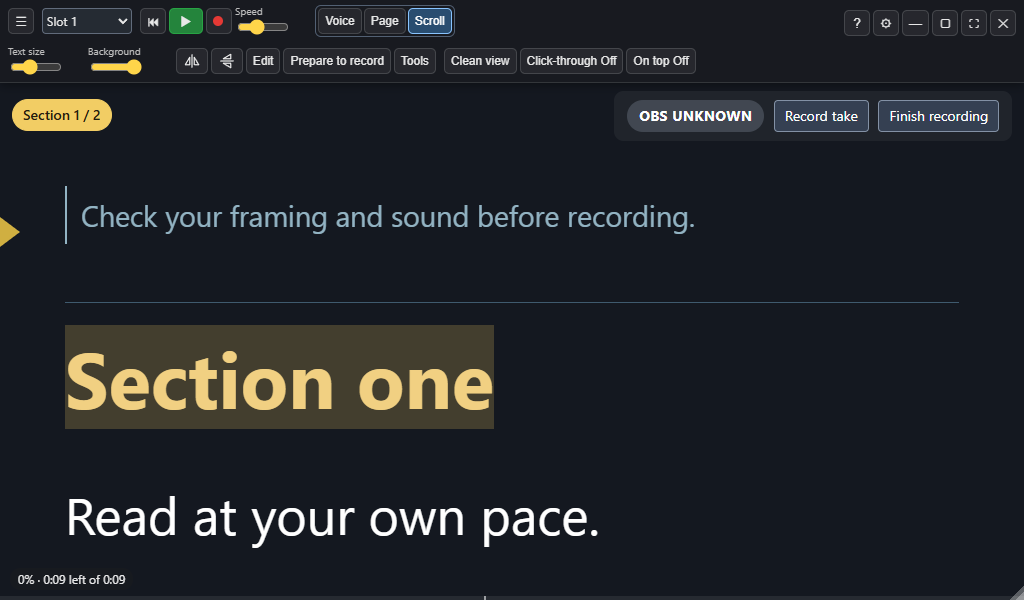 Slot 1
Speed
Voice Page Scroll
?
Text size
Background
Edit Prepare to record Tools Clean view Click-through Off On top Off
Section 1 / 2
OBS UNKNOWN Record take Finish recording
Check your framing and sound before recording.
Section one
Read at your own pace.
0% · 0:09 left of 0:09